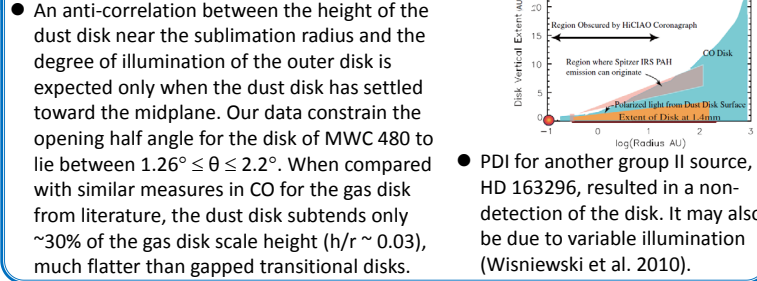 ● An anti-correlation between the height of the
dust disk near the sublimation radius and the
degree of illumination of the outer disk is
expected only when the dust disk has settled
toward the midplane. Our data constrain the
opening half angle for the disk of MWC 480 to
lie between 1.26° ≤ θ ≤ 2.2°. When compared
with similar measures in CO for the gas disk
from literature, the dust disk subtends only
~30% of the gas disk scale height (h/r ~ 0.03),
much flatter than gapped transitional disks.
Disk Vertical Extent AU
20
15
10
5
0
Region Obscured by HiCIAO Coronagraph
CO Disk
Region where Spitzer IRS PAH
emission can originate
Polarized light from Dust Disk Surface
Extent of Disk at 1.4mm
-1 0 1 2 3
log(Radius AU)
● PDI for another group II source,
HD 163296, resulted in a non-
detection of the disk. It may also
be due to variable illumination
(Wisniewski et al. 2010).